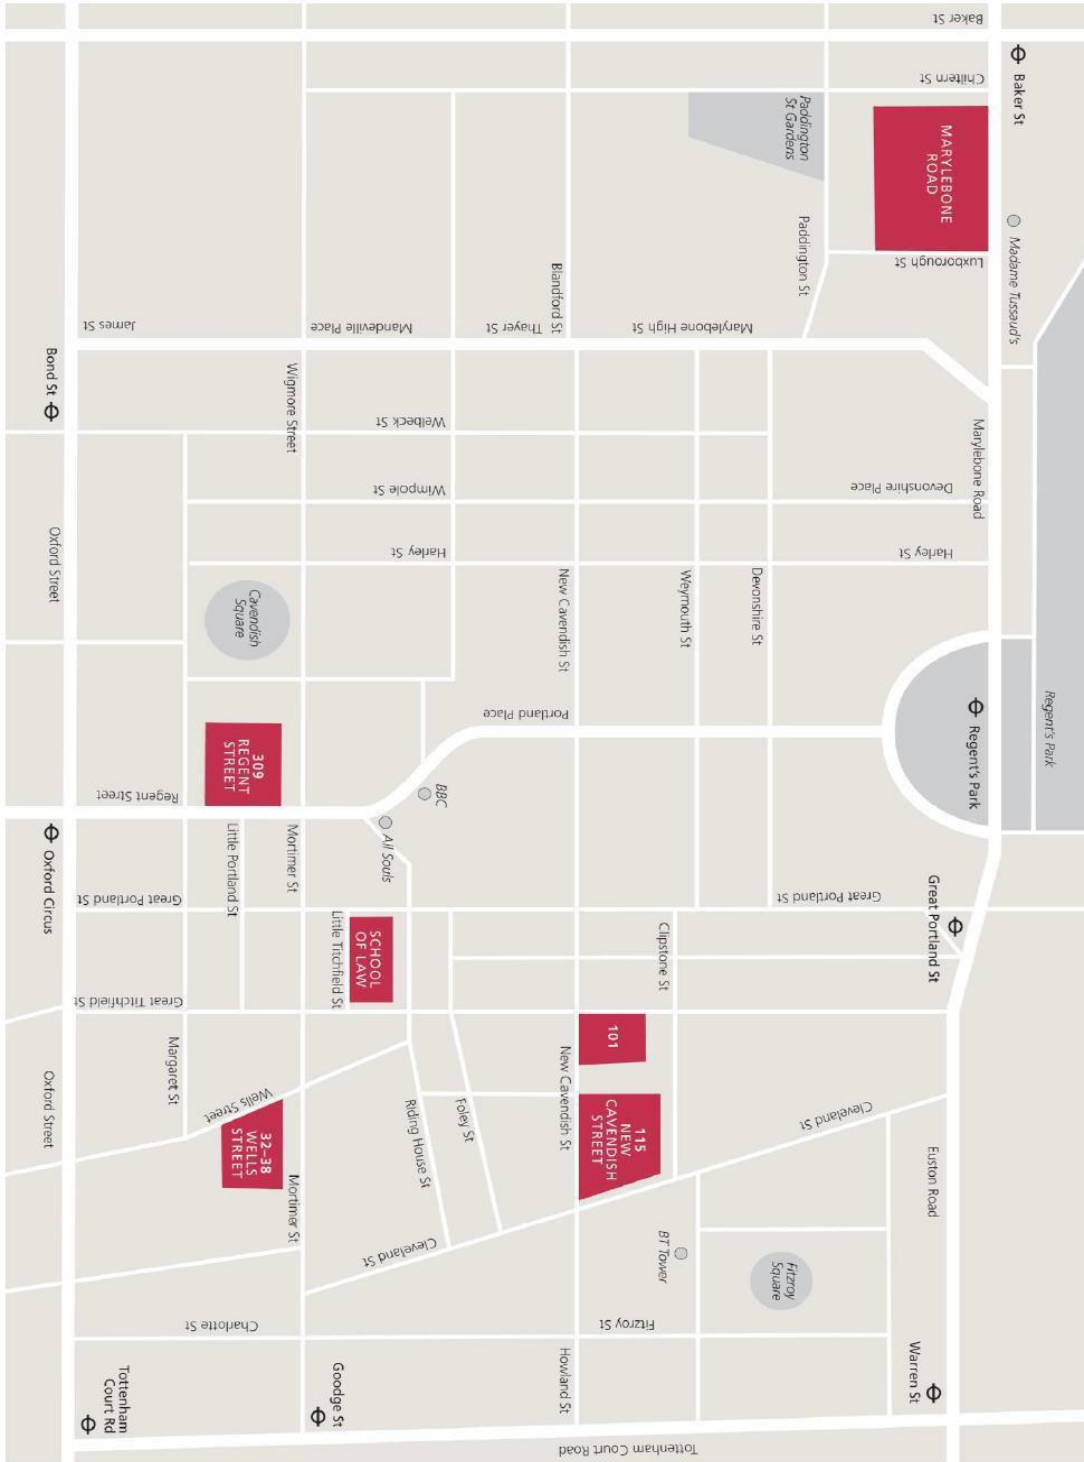 Regent's Park
Madame Tussaud's
Baker St
Marylebone Road
Regent's Park
Great Portland St
Euston Road
Warren St
Baker St
Chiltern St
MARYLEBONE
ROAD
Luxborough St
Devonshire Place
Harley St
Great Portland St
Cleveland St
Paddington
St Gardens
Paddington St
Fitzroy
Square
Devonshire St
Marylebone High St
Weymouth St
Clipstone St
BT Tower
Fitzroy St
Tottenham Court Road
101
115
NEW
CAVENDISH
STREET
Blandford St
New Cavendish St
New Cavendish St
Howland St
Thayer St
Portland Place
Foley St
BBC
Welbeck St
Wimpole St
Harley St
Riding House St
Cleveland St
All Souls
SCHOOL
OF LAW
Mandeville Place
Little Titchfield St
Goodge St
Wigmore Street
Mortimer St
Mortimer St
Cavendish
Square
309
REGENT
STREET
Little Portland St
Wells Street
32–38
WELLS
STREET
Charlotte St
James St
Regent Street
Great Portland St
Great Titchfield St
Margaret St
Tottenham
Court Rd
Bond St
Oxford Street
Oxford Circus
Oxford Street